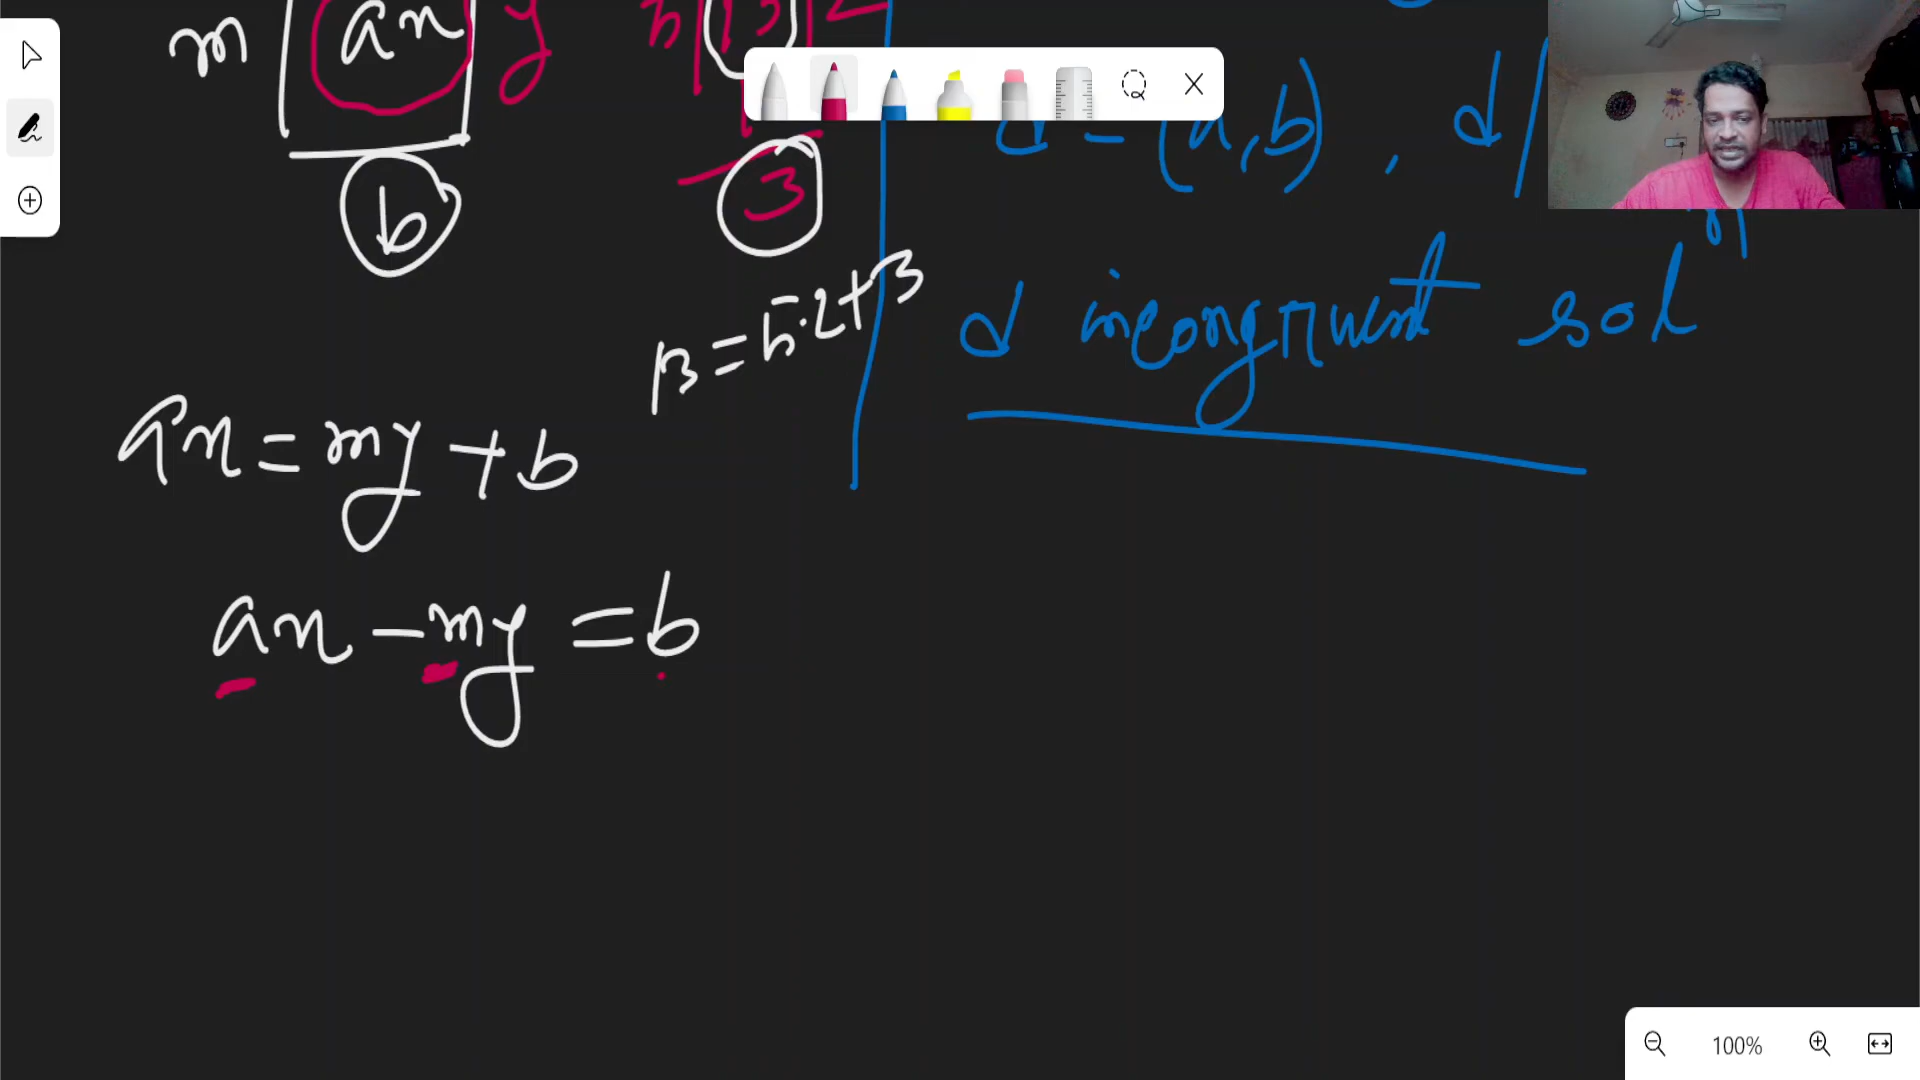 m ax y
b
3
13 = 5·2+3
ax = my + b
ax - my = b
d = (a, b), d/
d incongruent sol
100%